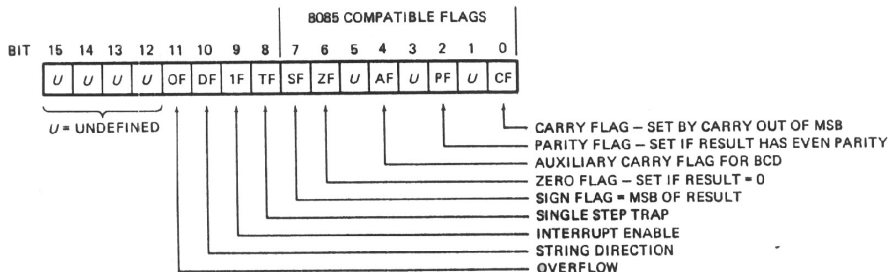 8085 COMPATIBLE FLAGS
BIT 15 14 13 12 11 10 9 8 7 6 5 4 3 2 1 0
U U U U OF DF 1F TF SF ZF U AF U PF U CF
U = UNDEFINED
CARRY FLAG – SET BY CARRY OUT OF MSB
PARITY FLAG – SET IF RESULT HAS EVEN PARITY
AUXILIARY CARRY FLAG FOR BCD
ZERO FLAG – SET IF RESULT = 0
SIGN FLAG = MSB OF RESULT
SINGLE STEP TRAP
INTERRUPT ENABLE
STRING DIRECTION
OVERFLOW